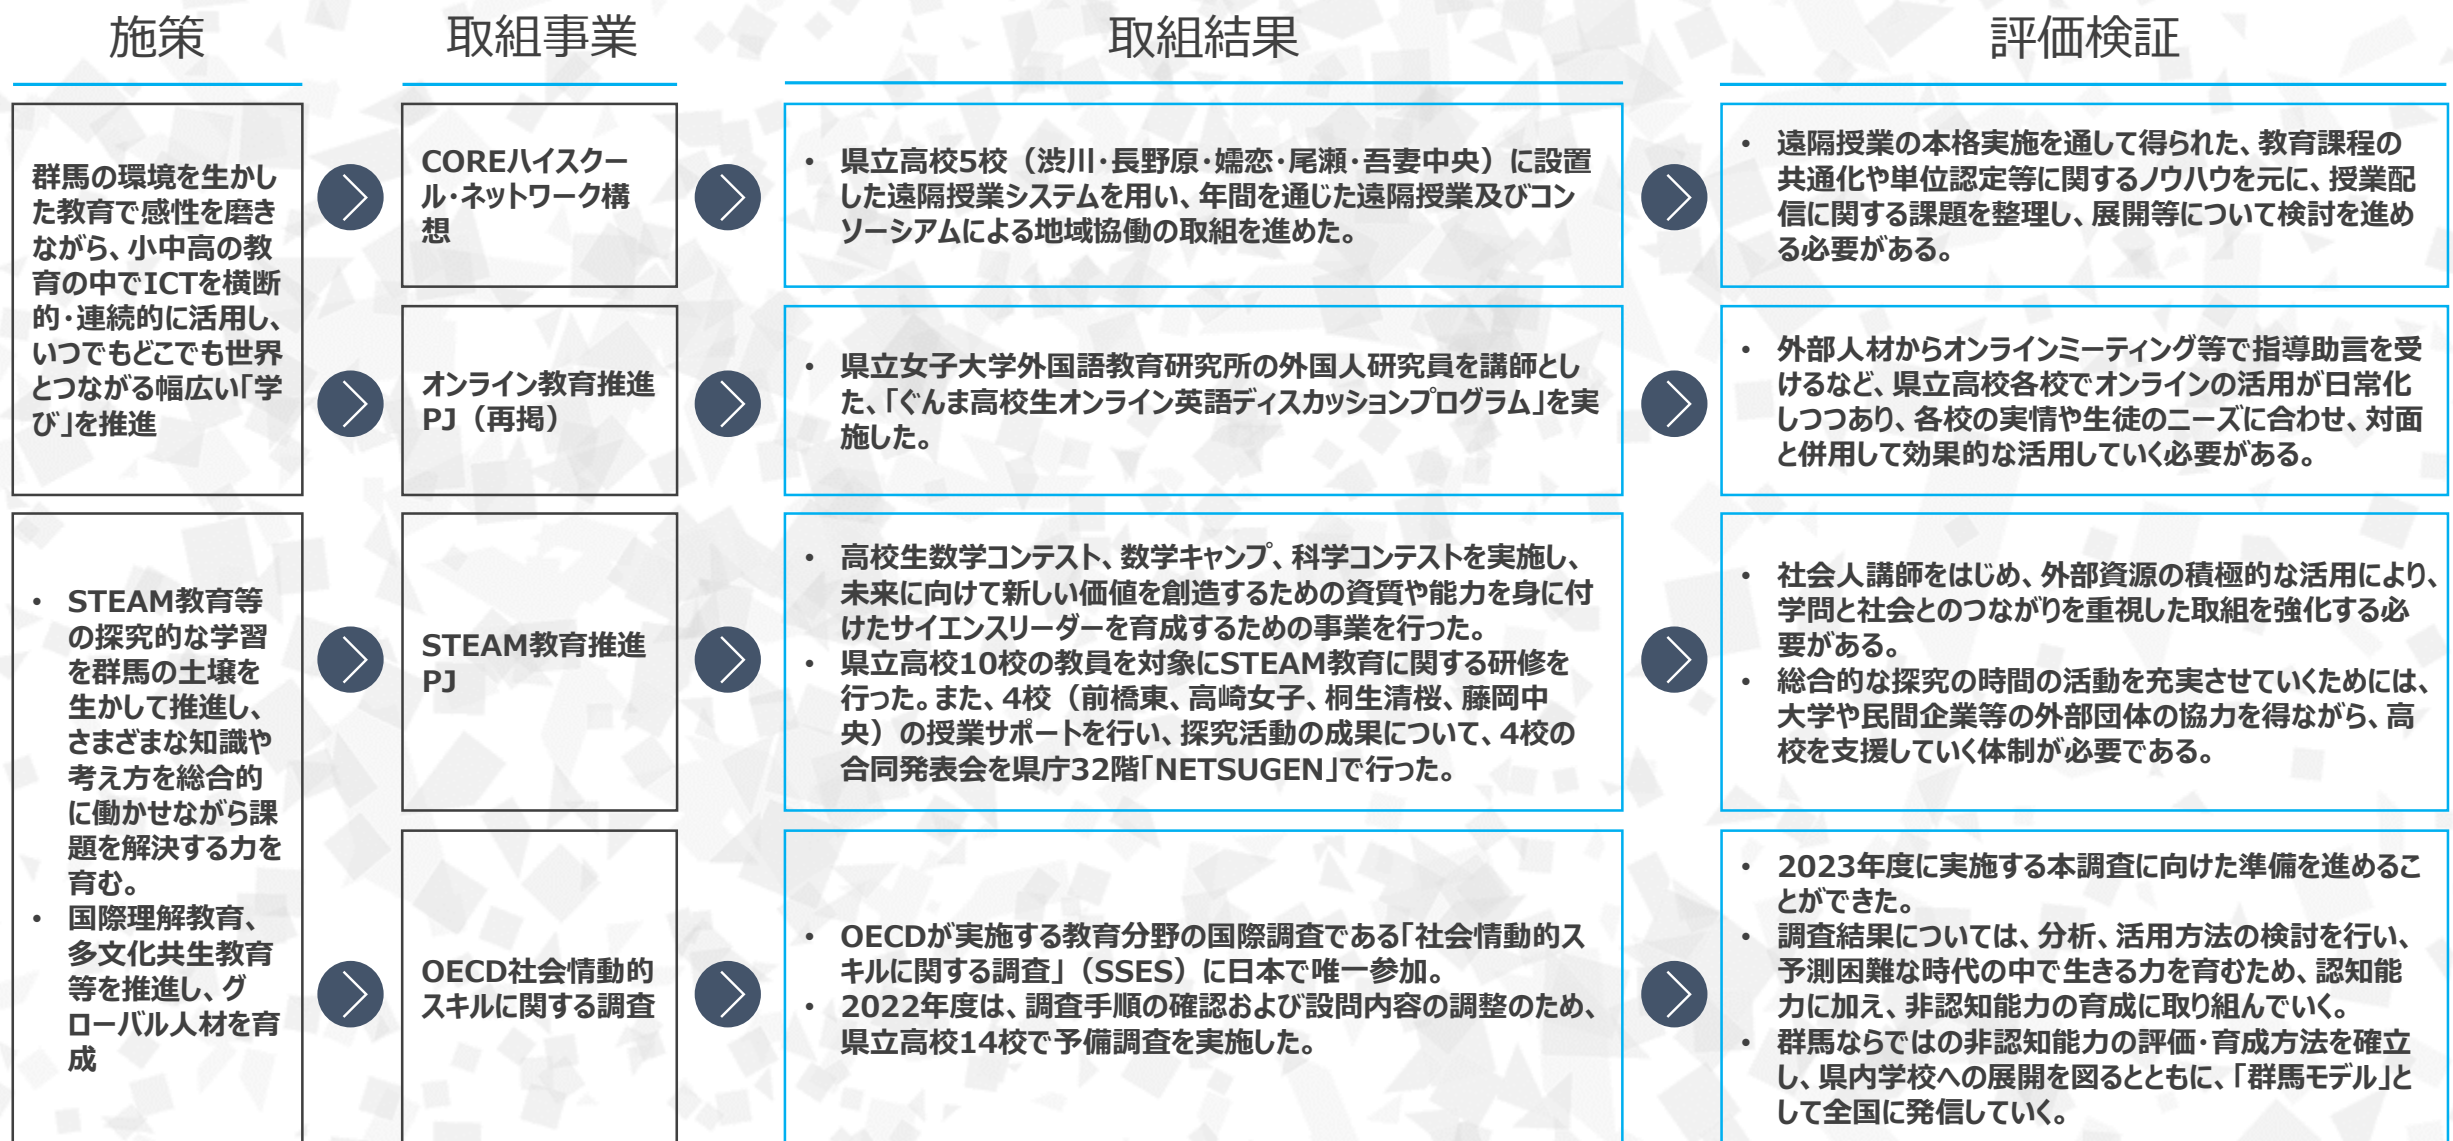 施策
取組事業
取組結果
評価検証
群馬の環境を生かし
た教育で感性を磨き
ながら、小中高の教
育の中でICTを横断
的・連続的に活用し、
いつでもどこでも世界
とつながる幅広い「学
び」を推進
COREハイスクー
ル・ネットワーク構
想
• 県立高校5校（渋川・長野原・嬬恋・尾瀬・吾妻中央）に設置
した遠隔授業システムを用い、年間を通じた遠隔授業及びコン
ソーシアムによる地域協働の取組を進めた。
• 遠隔授業の本格実施を通して得られた、教育課程の
共通化や単位認定等に関するノウハウを元に、授業配
信に関する課題を整理し、展開等について検討を進め
る必要がある。
オンライン教育推進
PJ（再掲）
• 県立女子大学外国語教育研究所の外国人研究員を講師とし
た、「ぐんま高校生オンライン英語ディスカッションプログラム」を実
施した。
• 外部人材からオンラインミーティング等で指導助言を受
けるなど、県立高校各校でオンラインの活用が日常化
しつつあり、各校の実情や生徒のニーズに合わせ、対面
と併用して効果的な活用していく必要がある。
• STEAM教育等
の探究的な学習
を群馬の土壌を
生かして推進し、
さまざまな知識や
考え方を総合的
に働かせながら課
題を解決する力を
育む。
• 国際理解教育、
多文化共生教育
等を推進し、グ
ローバル人材を育
成
STEAM教育推進
PJ
• 高校生数学コンテスト、数学キャンプ、科学コンテストを実施し、
未来に向けて新しい価値を創造するための資質や能力を身に付
けたサイエンスリーダーを育成するための事業を行った。
• 県立高校10校の教員を対象にSTEAM教育に関する研修を
行った。また、4校（前橋東、高崎女子、桐生清桜、藤岡中
央）の授業サポートを行い、探究活動の成果について、4校の
合同発表会を県庁32階「NETSUGEN」で行った。
• 社会人講師をはじめ、外部資源の積極的な活用により、
学問と社会とのつながりを重視した取組を強化する必
要がある。
• 総合的な探究の時間の活動を充実させていくためには、
大学や民間企業等の外部団体の協力を得ながら、高
校を支援していく体制が必要である。
OECD社会情動的
スキルに関する調査
• OECDが実施する教育分野の国際調査である「社会情動的ス
キルに関する調査」（SSES）に日本で唯一参加。
• 2022年度は、調査手順の確認および設問内容の調整のため、
県立高校14校で予備調査を実施した。
• 2023年度に実施する本調査に向けた準備を進めるこ
とができた。
• 調査結果については、分析、活用方法の検討を行い、
予測困難な時代の中で生きる力を育むため、認知能
力に加え、非認知能力の育成に取り組んでいく。
• 群馬ならではの非認知能力の評価・育成方法を確立
し、県内学校への展開を図るとともに、「群馬モデル」と
して全国に発信していく。